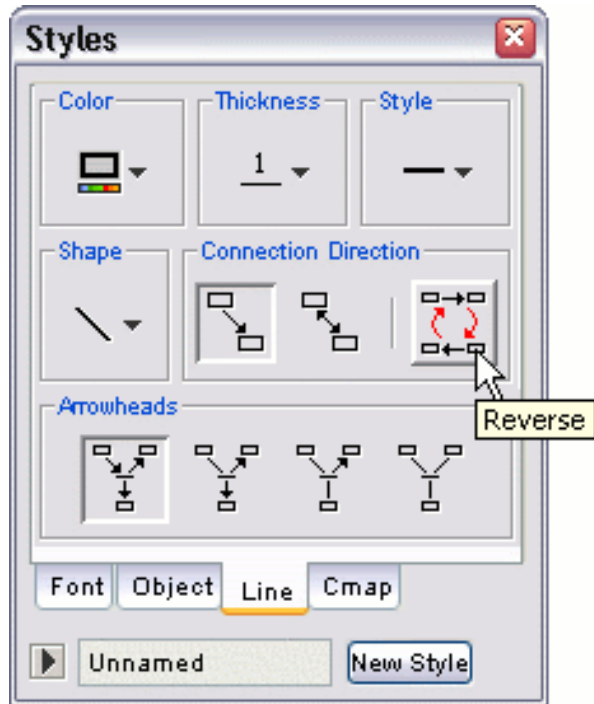 Styles
Color Thickness Style
1
Shape Connection Direction
Reverse
Arrowheads
Font Object Line Cmap
Unnamed New Style